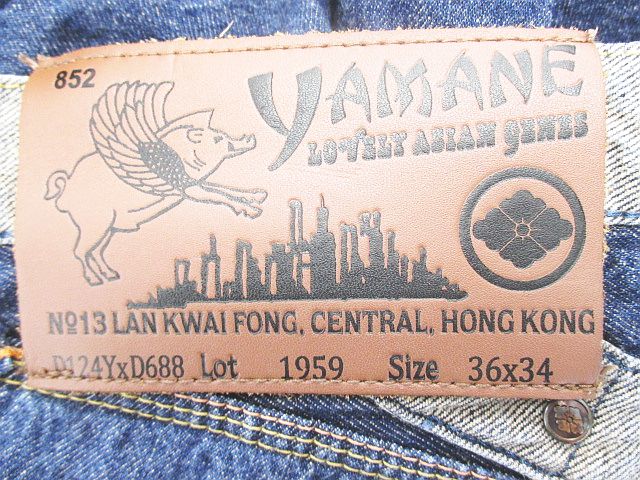 852
YAMANE
LOVELY ASIAN GENES
Nº13 LAN KWAI FONG, CENTRAL, HONG KONG
D124YxD688 Lot 1959 Size 36x34